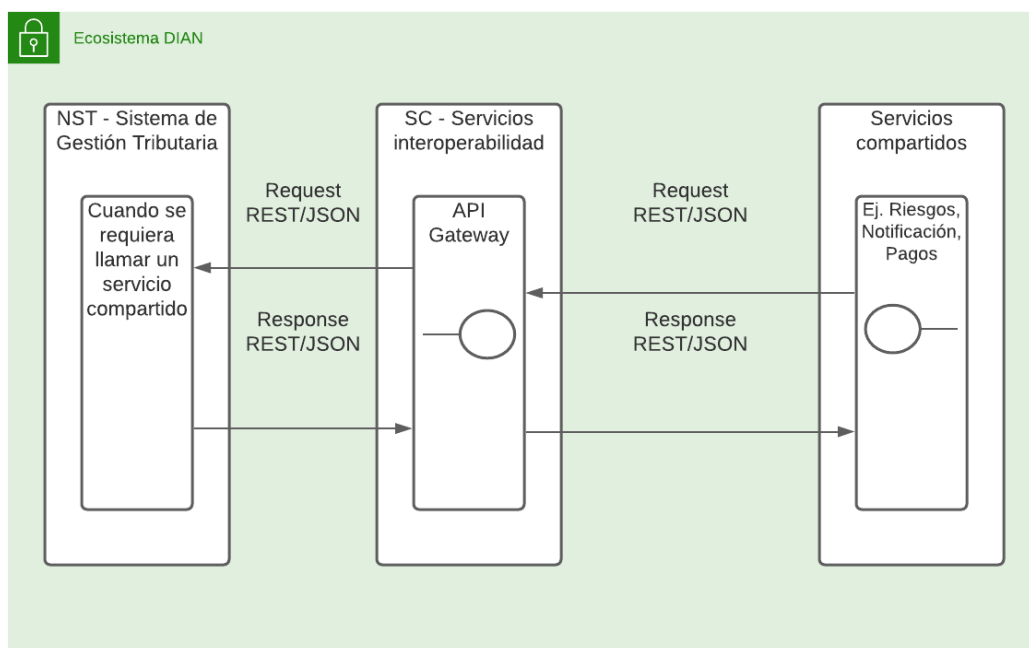 Ecosistema DIAN
NST - Sistema de
Gestión Tributaria
SC - Servicios
interoperabilidad
Servicios
compartidos
Cuando se
requiera
llamar un
servicio
compartido
Request
REST/JSON
Response
REST/JSON
API
Gateway
Request
REST/JSON
Response
REST/JSON
Ej. Riesgos,
Notificación,
Pagos